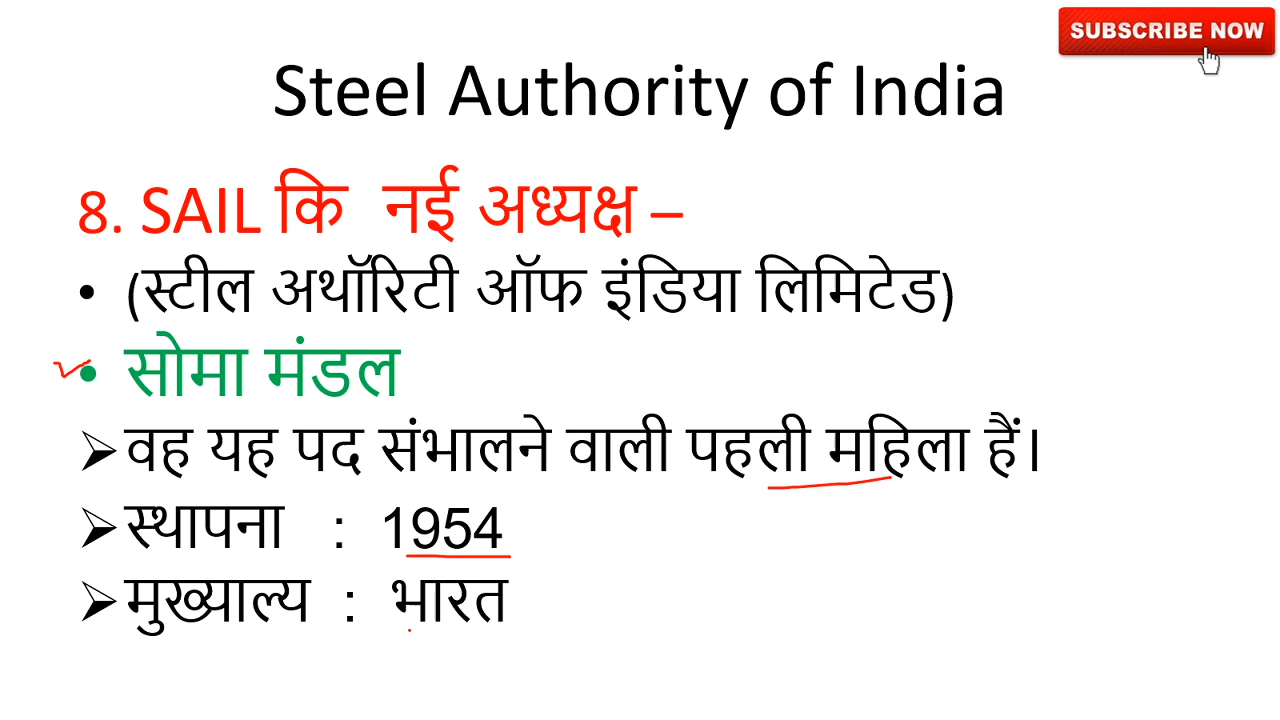 SUBSCRIBE NOW
Steel Authority of India
8. SAIL कि नई अध्यक्ष –
• (स्टील अथॉरिटी ऑफ इंडिया लिमिटेड)
• सोमा मंडल
➢वह यह पद संभालने वाली पहली महिला हैं।
➢स्थापना : 1954
➢मुख्याल्य : भारत